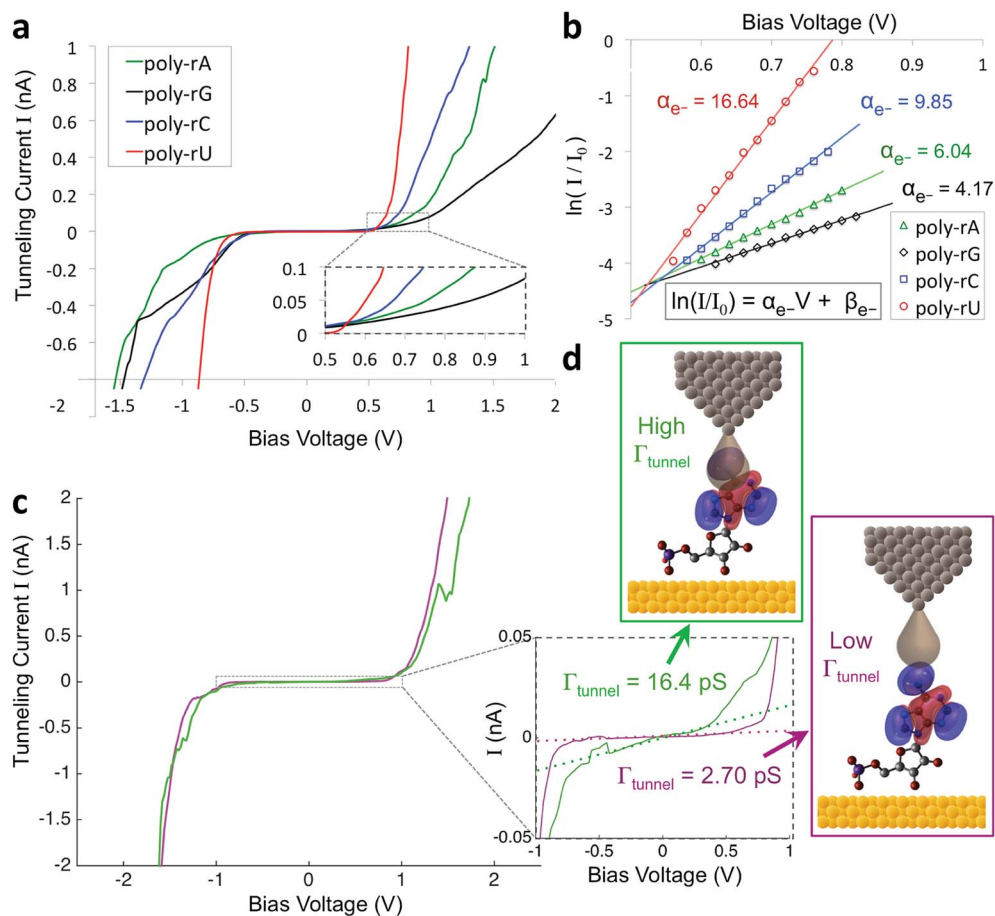 a
1
0.8
0.6
0.4
0.2
0
-0.2
-0.4
-0.6
Tunneling Current I (nA)
poly-rA
poly-rG
poly-rC
poly-rU
0.1
0.05
0
0.5 0.6 0.7 0.8 0.9 1
-2 -1.5 -1 -0.5 0 0.5 1 1.5 2
Bias Voltage (V)
b
Bias Voltage (V)
0.6 0.7 0.8 0.9 1
0
-1
-2
-3
-4
-5
ln( I / I₀ )
αe- = 16.64
αe- = 9.85
αe- = 6.04
αe- = 4.17
poly-rA
poly-rG
poly-rC
poly-rU
ln(I/I₀) = αe-V + βe-
c
2
1.5
1
0.5
0
-0.5
-1
-1.5
-2
Tunneling Current I (nA)
-2 -1 0 1 2
Bias Voltage (V)
0.05
0
-0.05
I (nA)
Γtunnel = 16.4 pS
Γtunnel = 2.70 pS
-1 -0.5 0 0.5 1
Bias Voltage (V)
d
High
Γtunnel
Low
Γtunnel